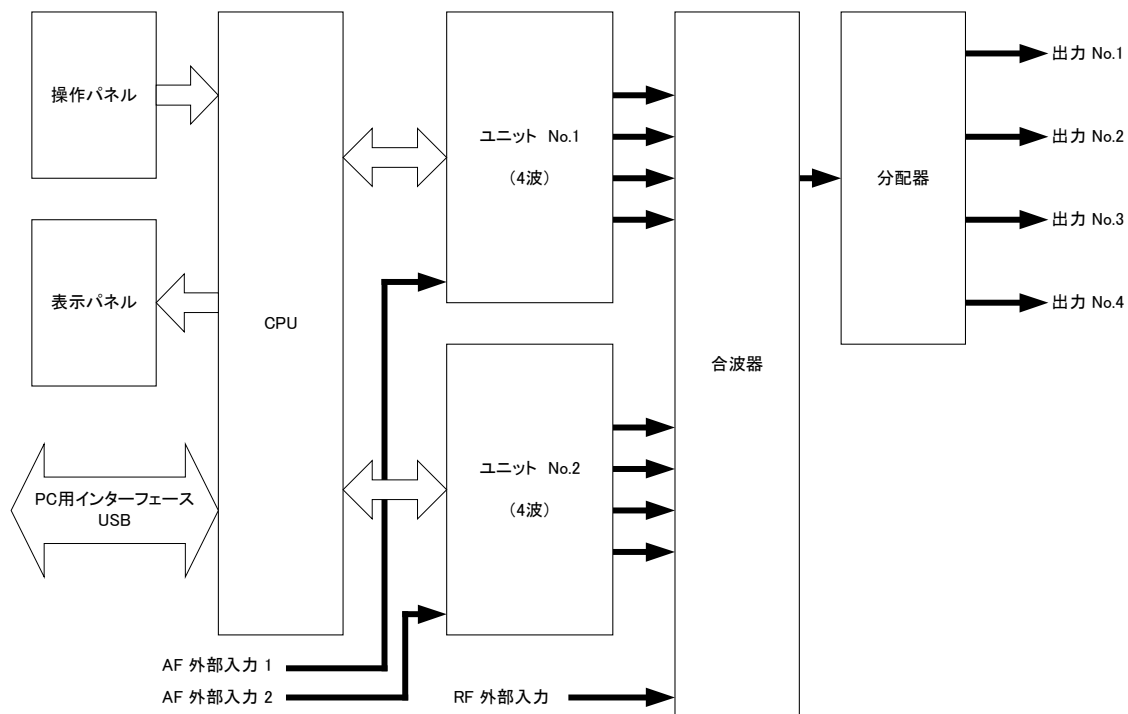 操作パネル
表示パネル
PC用インターフェース
USB
CPU
ユニット No.1
(4波)
ユニット No.2
(4波)
AF 外部入力 1
AF 外部入力 2
RF 外部入力
合波器
分配器
出力 No.1
出力 No.2
出力 No.3
出力 No.4